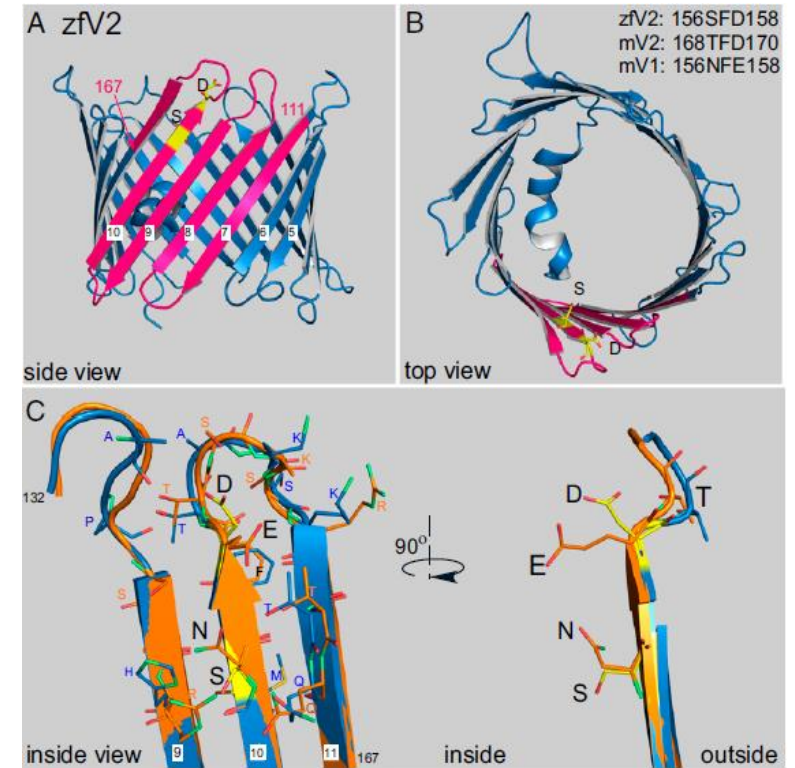 A zfV2
167
D
S
111
10 9 8 7 6 5
side view
B
zfV2: 156SFD158
mV2: 168TFD170
mV1: 156NFE158
S
D
top view
C
A
A
S
K
K
S
S
132
D
T
K
R
P
T
E
F
S
T
T
N
H
R
S
M
Q
Q
inside view
9
10
11
167
90°
D
T
E
N
S
inside
outside